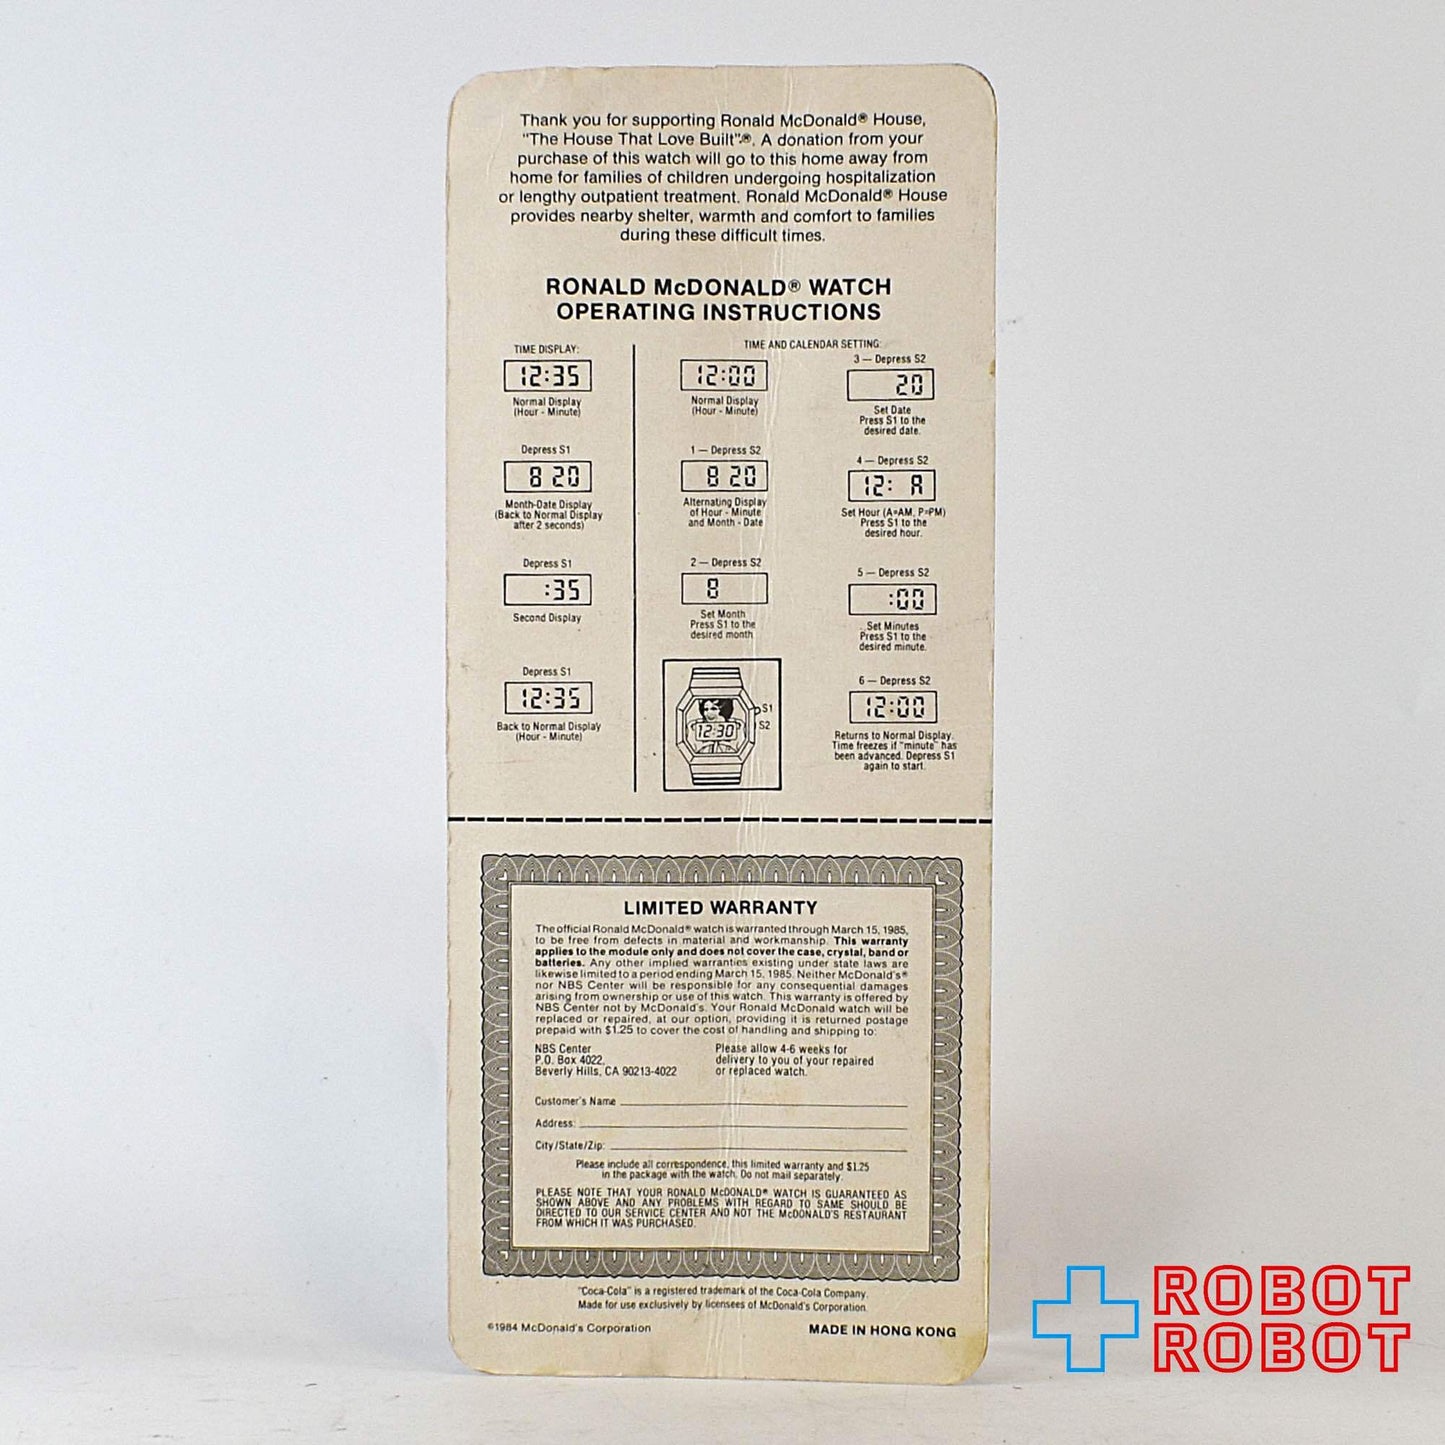 Thank you for supporting Ronald McDonald® House,
"The House That Love Built"®. A donation from your
purchase of this watch will go to this home away from
home for families of children undergoing hospitalization
or lengthy outpatient treatment. Ronald McDonald® House
provides nearby shelter, warmth and comfort to families
during these difficult times.
RONALD McDONALD® WATCH
OPERATING INSTRUCTIONS
TIME DISPLAY:
12:35
Normal Display
(Hour - Minute)
Depress S1
8 20
Month-Date Display
(Back to Normal Display
after 2 seconds)
Depress S1
:35
Second Display
Depress S1
12:35
Back to Normal Display
(Hour - Minute)
TIME AND CALENDAR SETTING:
12:00
Normal Display
(Hour - Minute)
1 — Depress S2
8 20
Alternating Display
of Hour - Minute
and Month - Date
2 — Depress S2
8
Set Month
Press S1 to the
desired month
S1
S2
12:30
3 — Depress S2
20
Set Date
Press S1 to the
desired date.
4 — Depress S2
12: A
Set Hour (A=AM, P=PM)
Press S1 to the
desired hour.
5 — Depress S2
:00
Set Minutes
Press S1 to the
desired minute.
6 — Depress S2
12:00
Returns to Normal Display.
Time freezes if "minute" has
been advanced. Depress S1
again to start.
LIMITED WARRANTY
The official Ronald McDonald® watch is warranted through March 15, 1985,
to be free from defects in material and workmanship. This warranty
applies to the module only and does not cover the case, crystal, band or
batteries. Any other implied warranties existing under state laws are
likewise limited to a period ending March 15, 1985. Neither McDonald's®
nor NBS Center will be responsible for any consequential damages
arising from ownership or use of this watch. This warranty is offered by
NBS Center not by McDonald's. Your Ronald McDonald watch will be
replaced or repaired, at our option, providing it is returned postage
prepaid with $1.25 to cover the cost of handling and shipping to:
NBS Center
P.O. Box 4022,
Beverly Hills, CA 90213-4022
Please allow 4-6 weeks for
delivery to you of your repaired
or replaced watch.
Customer's Name
Address:
City/State/Zip:
Please include all correspondence, this limited warranty and $1.25
in the package with the watch. Do not mail separately.
PLEASE NOTE THAT YOUR RONALD McDONALD® WATCH IS GUARANTEED AS
SHOWN ABOVE AND ANY PROBLEMS WITH REGARD TO SAME SHOULD BE
DIRECTED TO OUR SERVICE CENTER AND NOT THE McDONALD'S RESTAURANT
FROM WHICH IT WAS PURCHASED.
"Coca-Cola" is a registered trademark of the Coca-Cola Company.
Made for use exclusively by licensees of McDonald's Corporation.
©1984 McDonald's Corporation
MADE IN HONG KONG
ROBOT
ROBOT